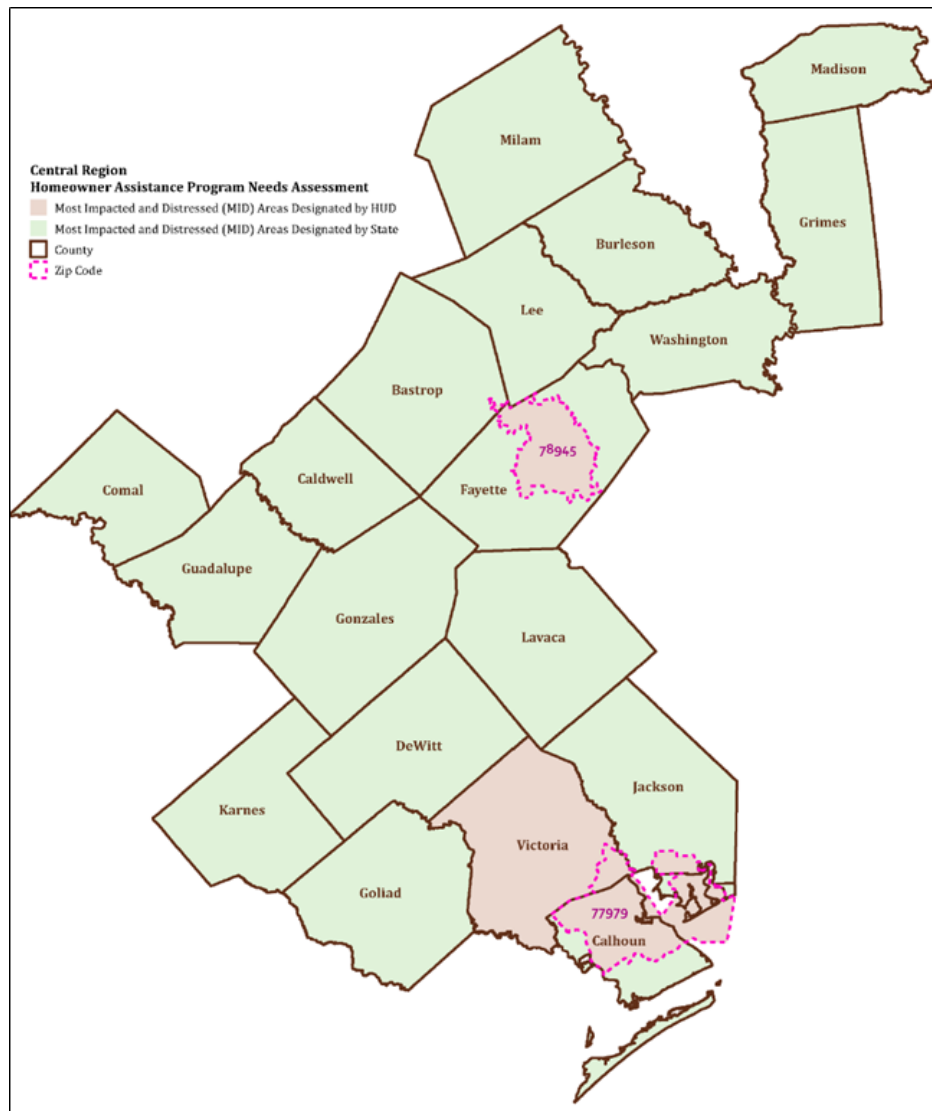 Madison
Milam
Central Region
Homeowner Assistance Program Needs Assessment
Most Impacted and Distressed (MID) Areas Designated by HUD
Most Impacted and Distressed (MID) Areas Designated by State
County
Zip Code
Grimes
Burleson
Lee
Washington
Bastrop
78945
Caldwell
Fayette
Comal
Guadalupe
Gonzales
Lavaca
DeWitt
Jackson
Karnes
Victoria
Goliad
77979
Calhoun